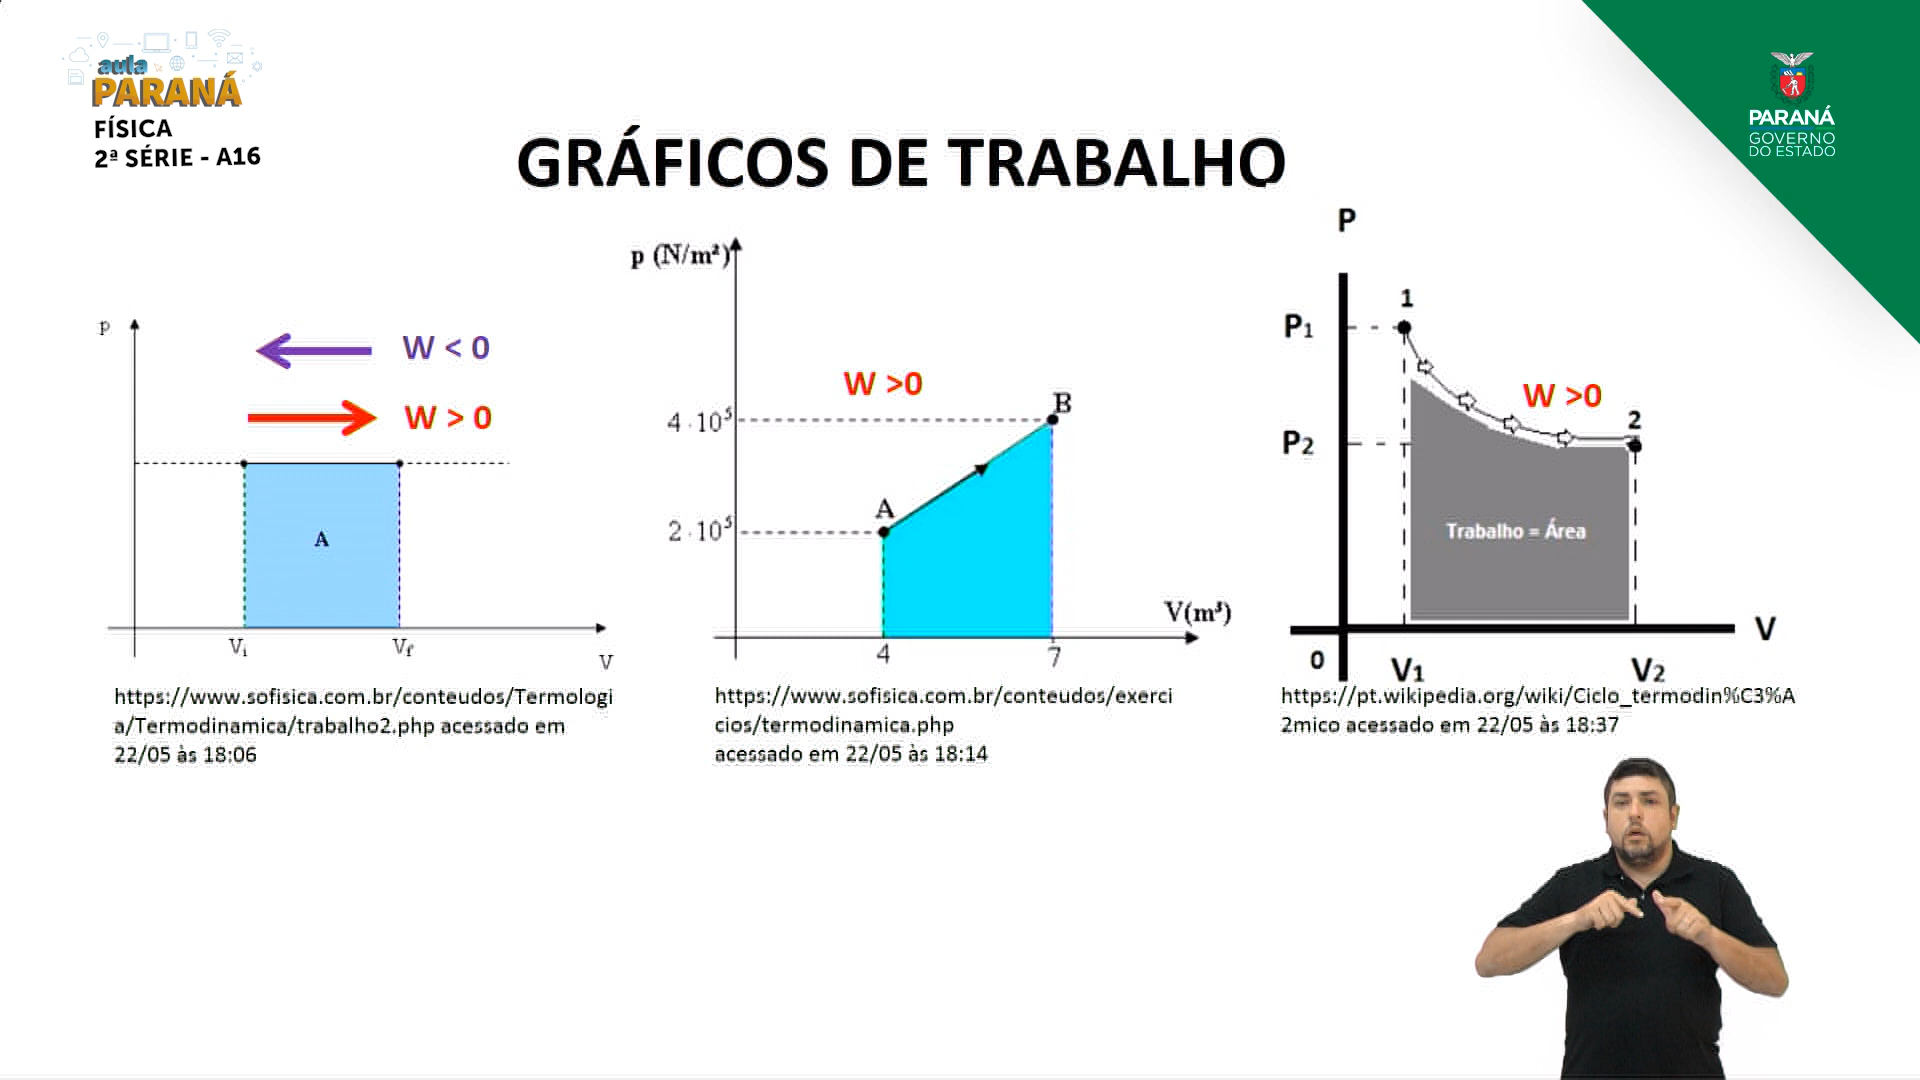 aula
PARANÁ
FÍSICA
2ª SÉRIE - A16
PARANÁ
GOVERNO
DO ESTADO
GRÁFICOS DE TRABALHO
p
W < 0
W > 0
A
Vi
Vf
V
https://www.sofisica.com.br/conteudos/Termologi
a/Termodinamica/trabalho2.php acessado em
22/05 às 18:06
p (N/m²)
W >0
B
4·10⁵
A
2·10⁵
V(m³)
4
7
https://www.sofisica.com.br/conteudos/exerci
cios/termodinamica.php
acessado em 22/05 às 18:14
P
1
P1
W >0
2
P2
Trabalho = Área
V
0
V1
V2
https://pt.wikipedia.org/wiki/Ciclo_termodin%C3%A
2mico acessado em 22/05 às 18:37